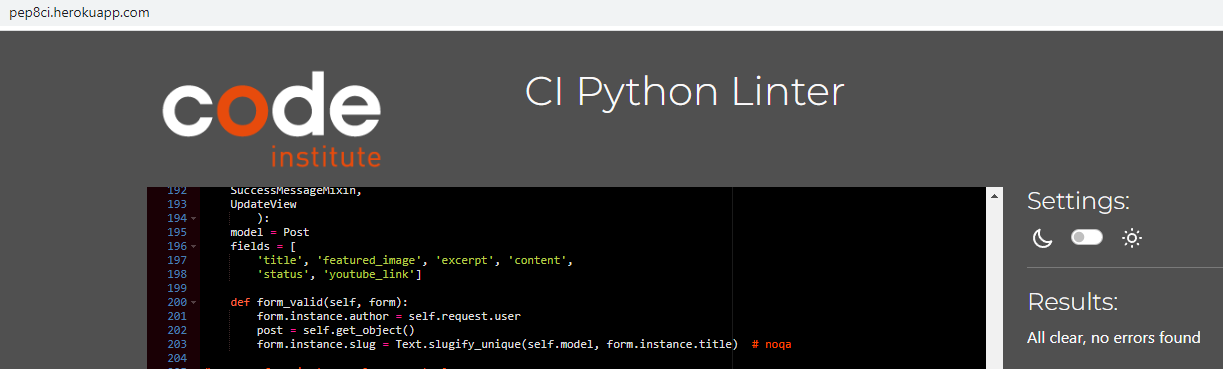 pep8ci.herokuapp.com
code
institute
CI Python Linter
192 SuccessMessageMixin,
193 UpdateView
194 ):
195 model = Post
196 fields = [
197 'title', 'featured_image', 'excerpt', 'content',
198 'status', 'youtube_link']
199
200 def form_valid(self, form):
201 form.instance.author = self.request.user
202 post = self.get_object()
203 form.instance.slug = Text.slugify_unique(self.model, form.instance.title)  # noqa
204
Settings:
Results:
All clear, no errors found